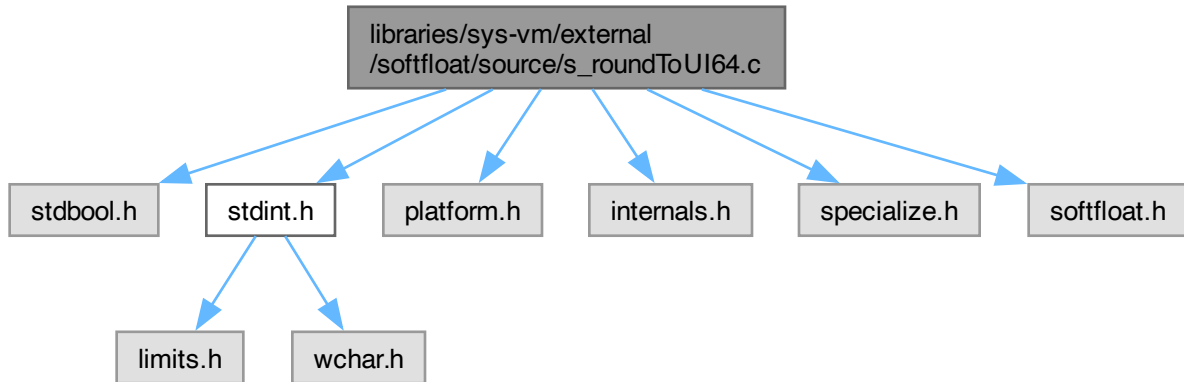 libraries/sys-vm/external
/softfloat/source/s_roundToUI64.c
stdbool.h
stdint.h
platform.h
internals.h
specialize.h
softfloat.h
limits.h
wchar.h